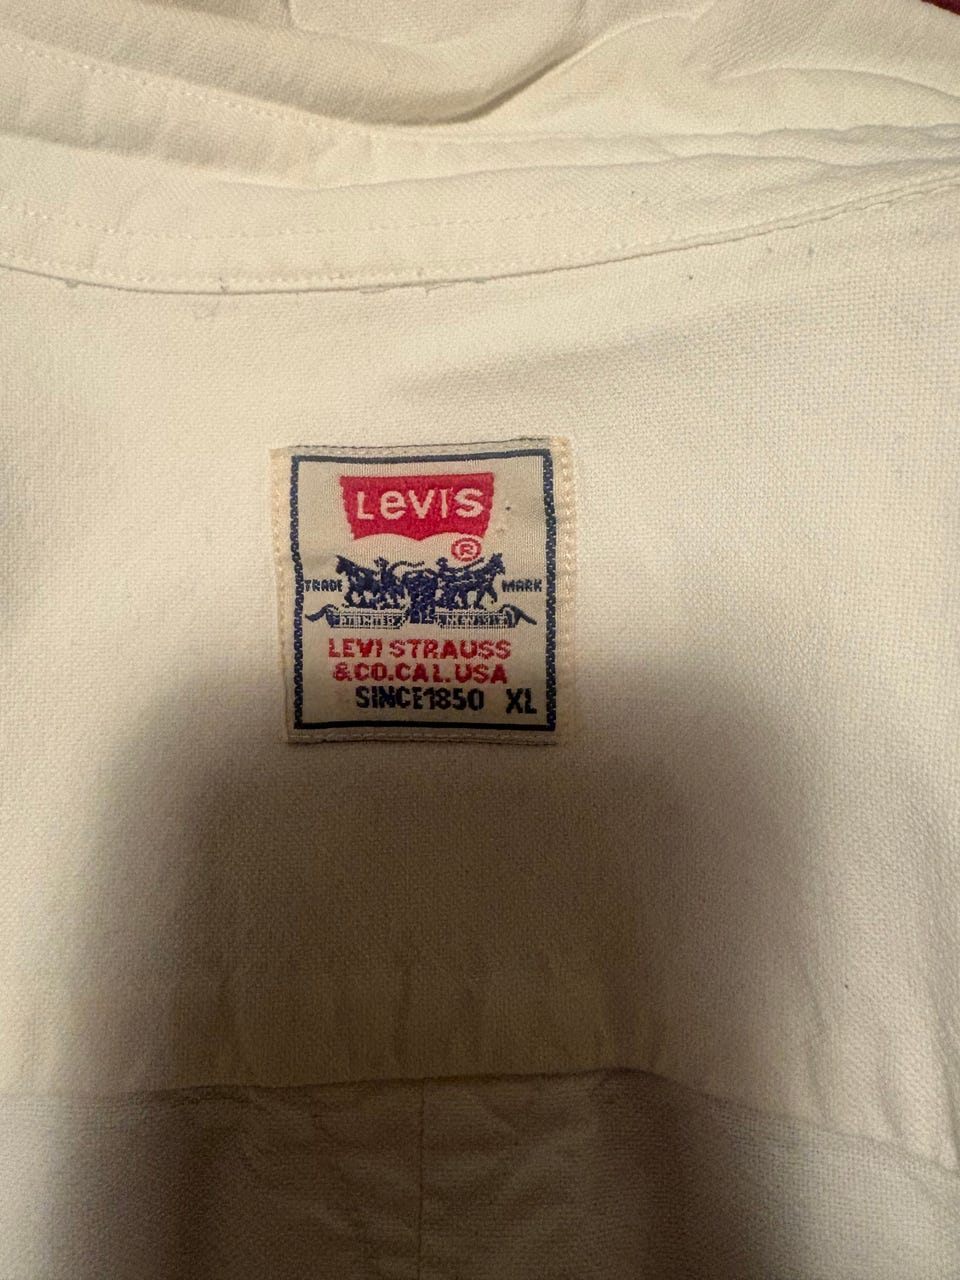 LEVIS
®
TRADE MARK
LEVI STRAUSS
&CO.CAL.USA
SINCE1850 XL